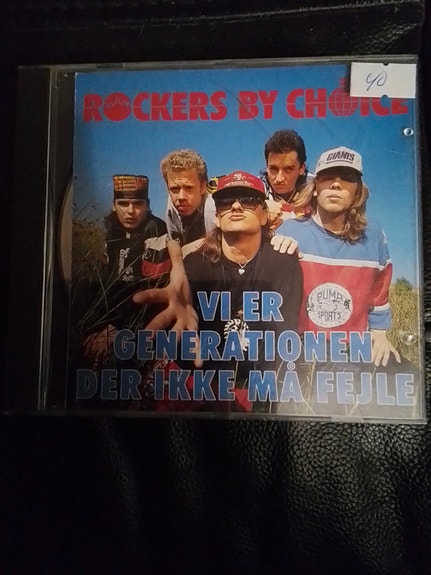 ROCKERS BY CHOICE
40
GIANTS
PUMP
SPORTS
VI ER
GENERATIONEN
DER IKKE MÅ FEJLE